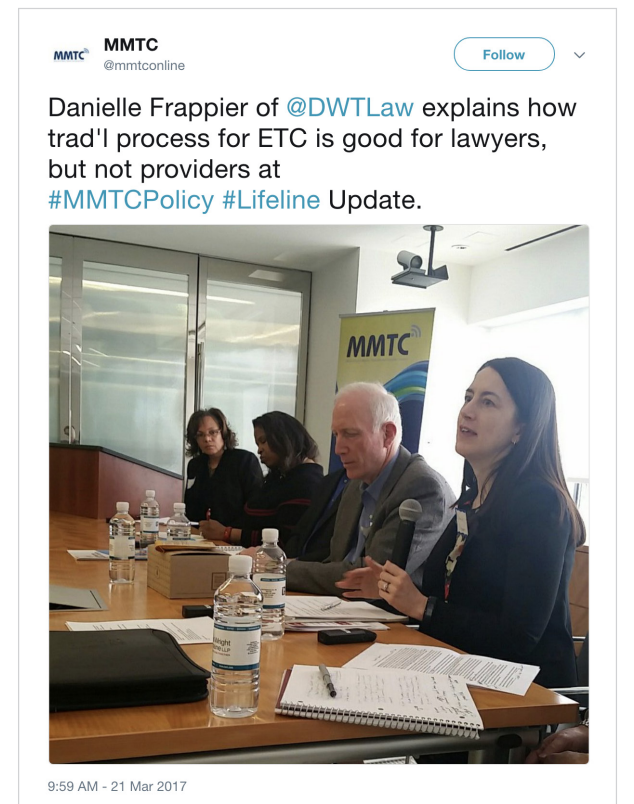 MMTC
MMTC
@mmtconline
Follow
Danielle Frappier of @DWTLaw explains how
trad'l process for ETC is good for lawyers,
but not providers at
#MMTCPolicy #Lifeline Update.
MMTC
9:59 AM - 21 Mar 2017